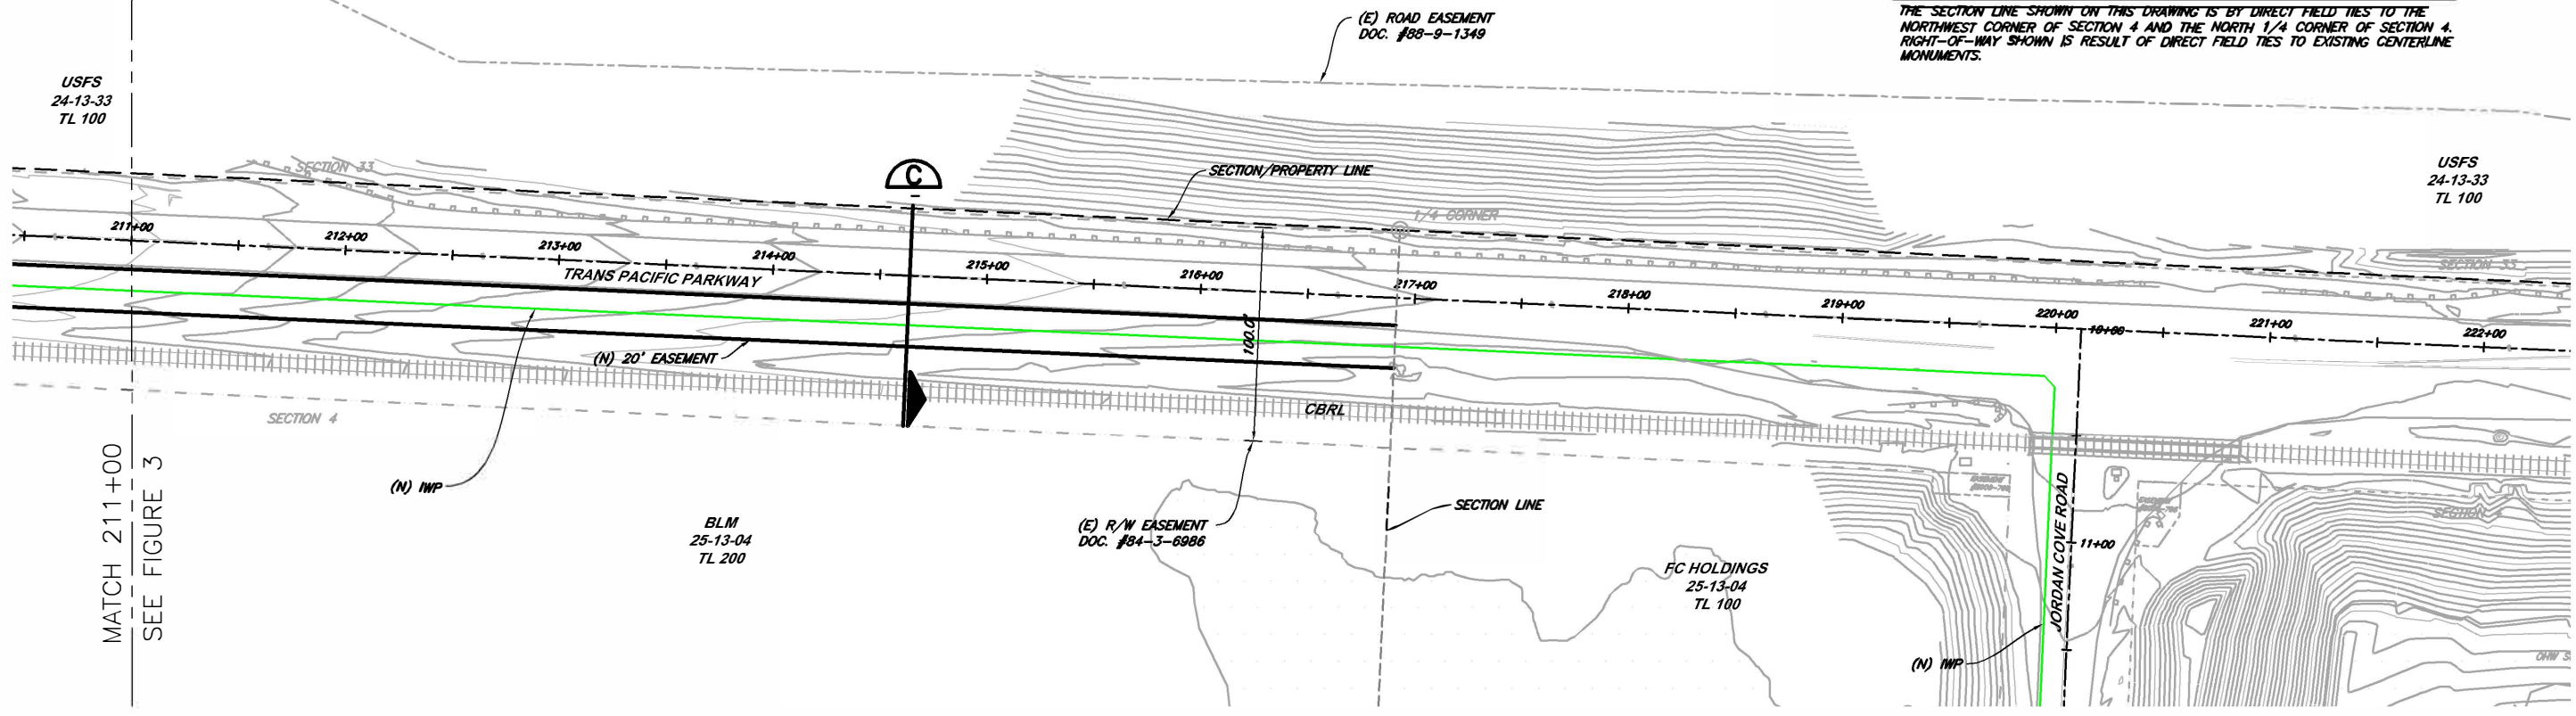 (E) ROAD EASEMENT
DOC. #88-9-1349
THE SECTION LINE SHOWN ON THIS DRAWING IS BY DIRECT FIELD TIES TO THE
NORTHWEST CORNER OF SECTION 4 AND THE NORTH 1/4 CORNER OF SECTION 4.
RIGHT-OF-WAY SHOWN IS RESULT OF DIRECT FIELD TIES TO EXISTING CENTERLINE
MONUMENTS.
USFS
24-13-33
TL 100
SECTION 33
C
SECTION/PROPERTY LINE
1/4 CORNER
USFS
24-13-33
TL 100
SECTION 33
211+00
212+00
213+00
214+00
215+00
216+00
217+00
218+00
219+00
220+00
10+00
221+00
222+00
TRANS PACIFIC PARKWAY
100.0'
(N) 20' EASEMENT
CBRL
SECTION 4
MATCH 211+00
SEE FIGURE 3
(N) IWP
BLM
25-13-04
TL 200
(E) R/W EASEMENT
DOC. #84-3-6986
SECTION LINE
FC HOLDINGS
25-13-04
TL 100
JORDAN COVE ROAD
11+00
EASEMENT
SECTION 4
(N) IWP
OHW